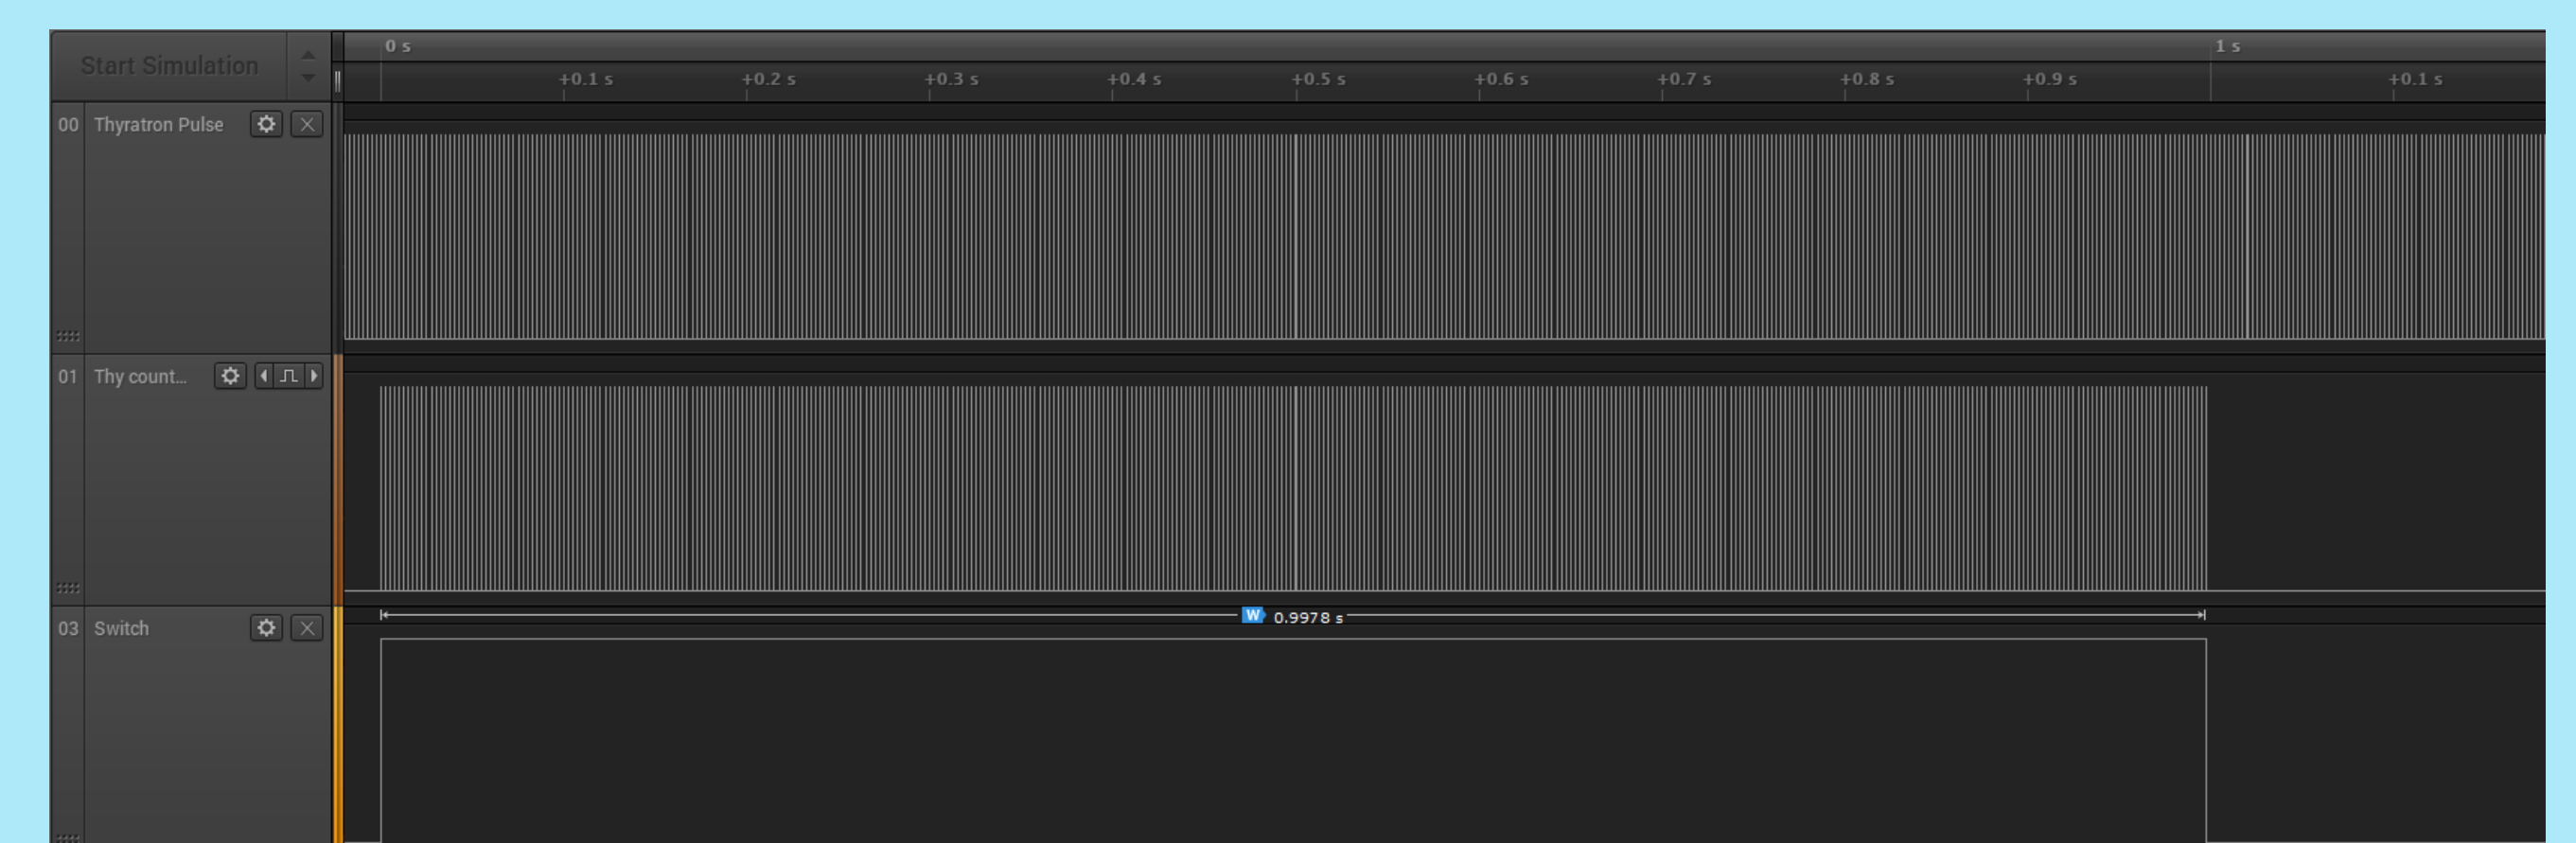 Start Simulation
0 s
1 s
+0.1 s
+0.2 s
+0.3 s
+0.4 s
+0.5 s
+0.6 s
+0.7 s
+0.8 s
+0.9 s
+0.1 s
00 Thyratron Pulse
01 Thy count...
W 0.9978 s
03 Switch